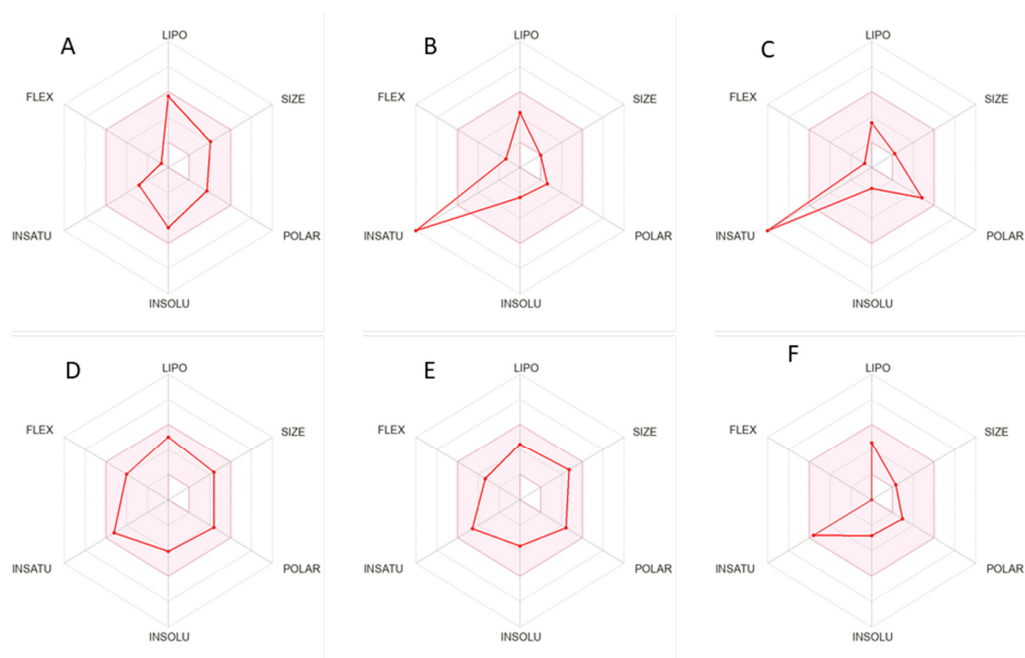 A
LIPO
FLEX
SIZE
INSATU
POLAR
INSOLU
B
LIPO
FLEX
SIZE
INSATU
POLAR
INSOLU
C
LIPO
FLEX
SIZE
INSATU
POLAR
INSOLU
D
LIPO
FLEX
SIZE
INSATU
POLAR
INSOLU
E
LIPO
FLEX
SIZE
INSATU
POLAR
INSOLU
F
LIPO
FLEX
SIZE
INSATU
POLAR
INSOLU